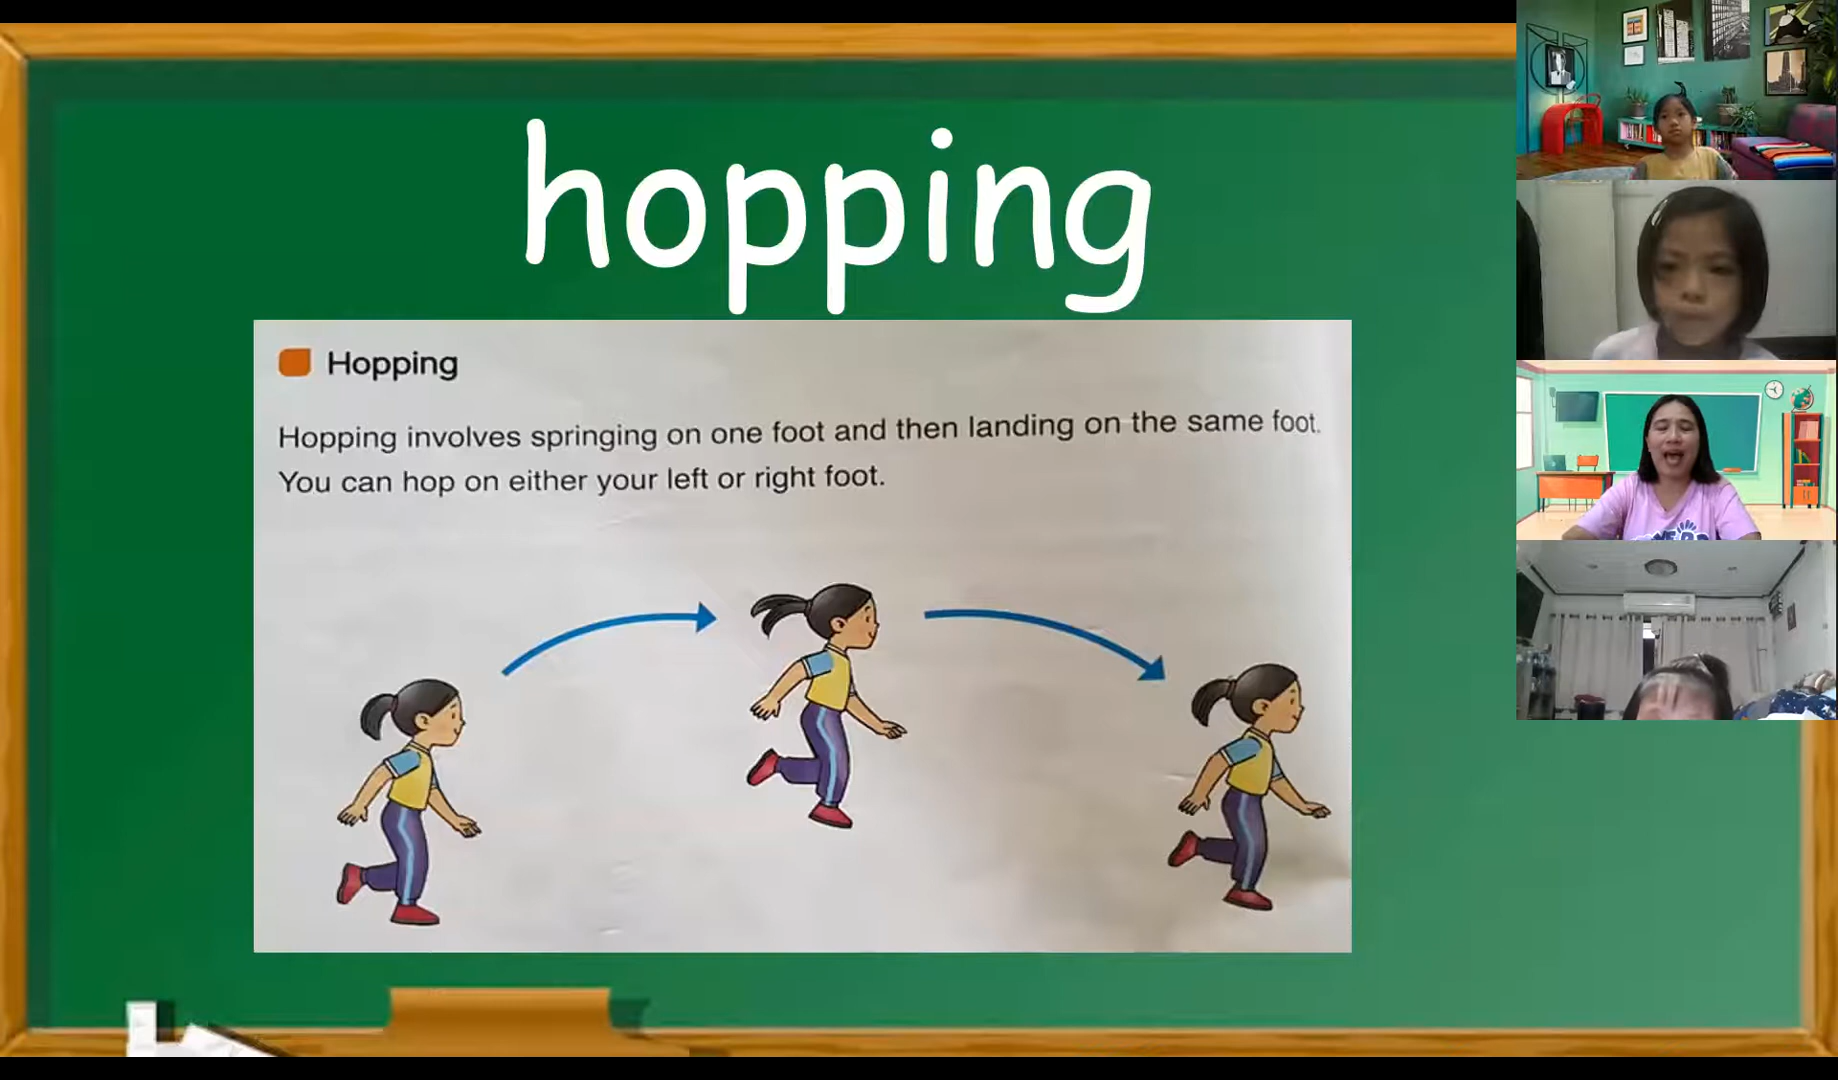 hopping
Hopping
Hopping involves springing on one foot and then landing on the same foot.
You can hop on either your left or right foot.